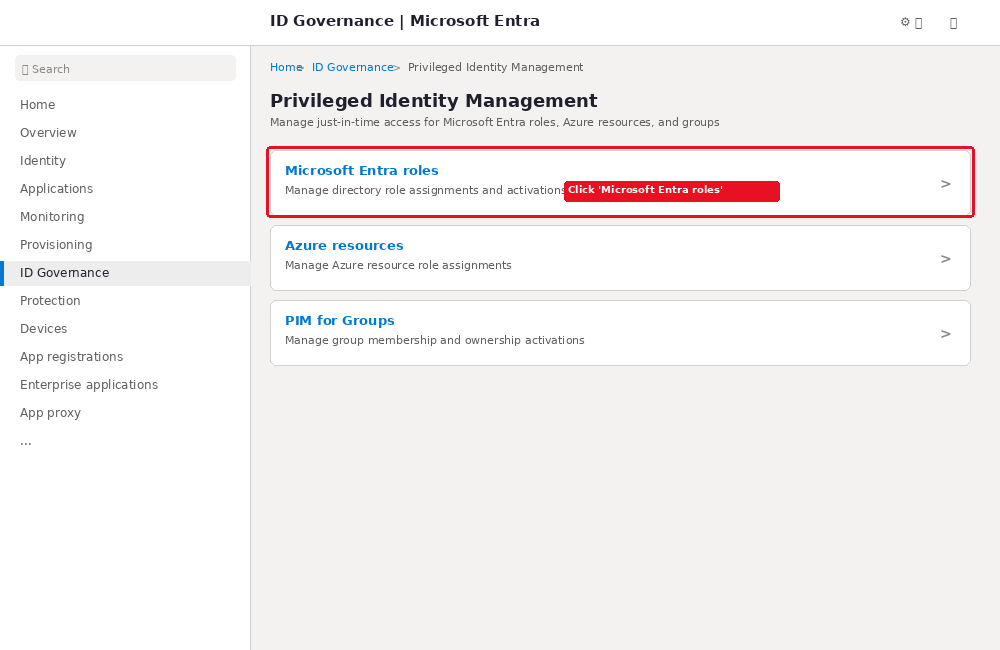 ID Governance | Microsoft Entra
Search
Home
Overview
Identity
Applications
Monitoring
Provisioning
ID Governance
Protection
Devices
App registrations
Enterprise applications
App proxy
...
Home > ID Governance > Privileged Identity Management
Privileged Identity Management
Manage just-in-time access for Microsoft Entra roles, Azure resources, and groups
Microsoft Entra roles
Manage directory role assignments and activations
Click 'Microsoft Entra roles'
>
Azure resources
Manage Azure resource role assignments
>
PIM for Groups
Manage group membership and ownership activations
>